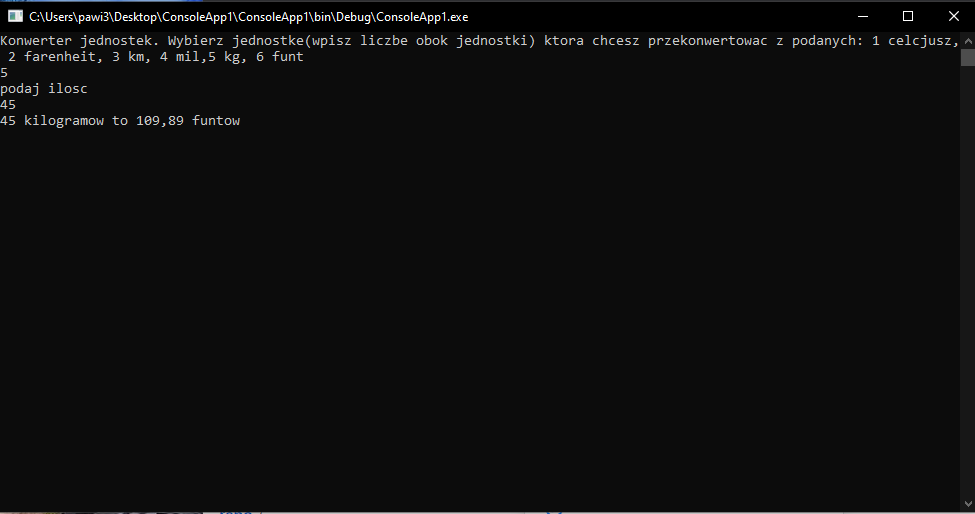 C:\Users\pawi3\Desktop\ConsoleApp1\ConsoleApp1\bin\Debug\ConsoleApp1.exe
Konwerter jednostek. Wybierz jednostke(wpisz liczbe obok jednostki) ktora chcesz przekonwertowac z podanych: 1 celcjusz,
2 farenheit, 3 km, 4 mil,5 kg, 6 funt
5
podaj ilosc
45
45 kilogramow to 109,89 funtow